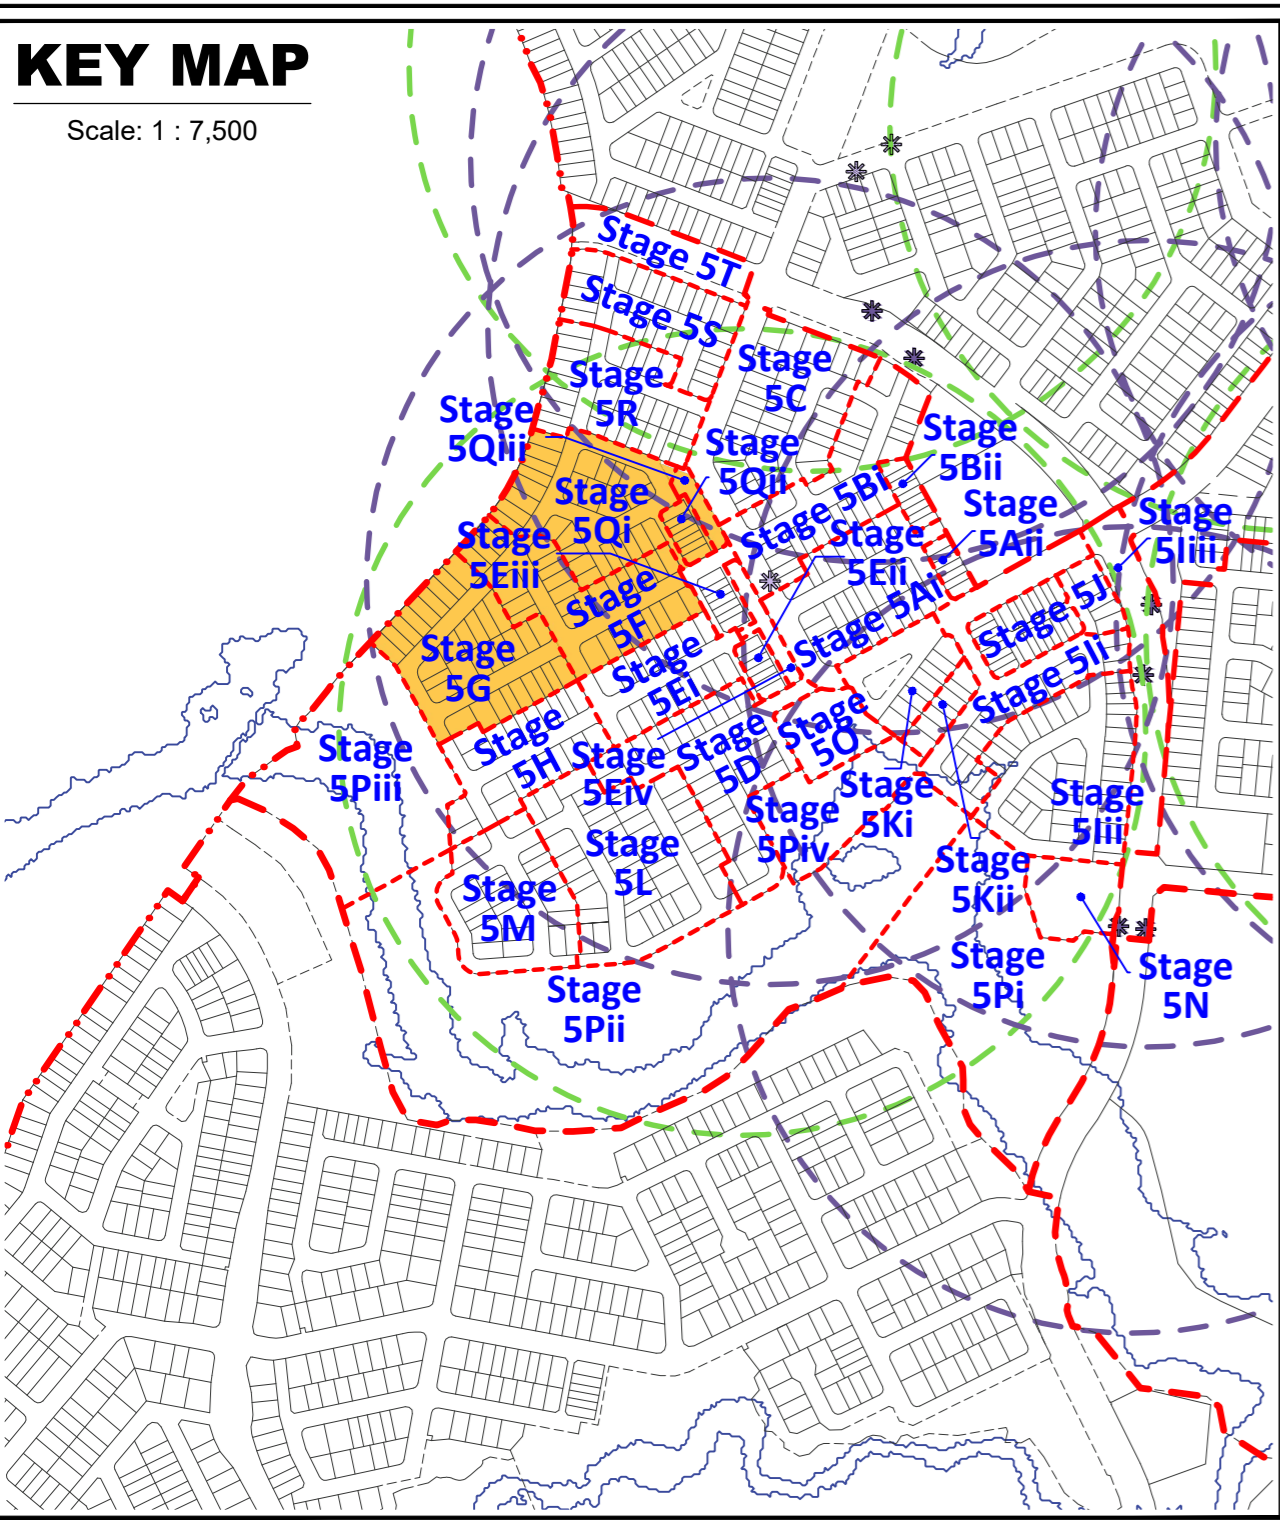 KEY MAP
Scale: 1 : 7,500
Stage 5T
Stage 5S
Stage
5R
Stage
5C
Stage
5Qiii
Stage
5Qii
Stage
5Bii
Stage
5Qi
Stage 5Bi
Stage
5Aii
Stage
5Iiii
Stage
5Eiii
Stage
5Eii
Stage
5F
Stage 5Ai
Stage 5J
Stage
5G
Stage
5Ei
Stage 5Ii
Stage
5Piii
Stage
5H
Stage
5Eiv
Stage
5D
Stage
5O
Stage
5Ki
Stage
5Iii
Stage
5Piv
Stage
5L
Stage
5Kii
Stage
5M
Stage
5Pi
Stage
5N
Stage
5Pii